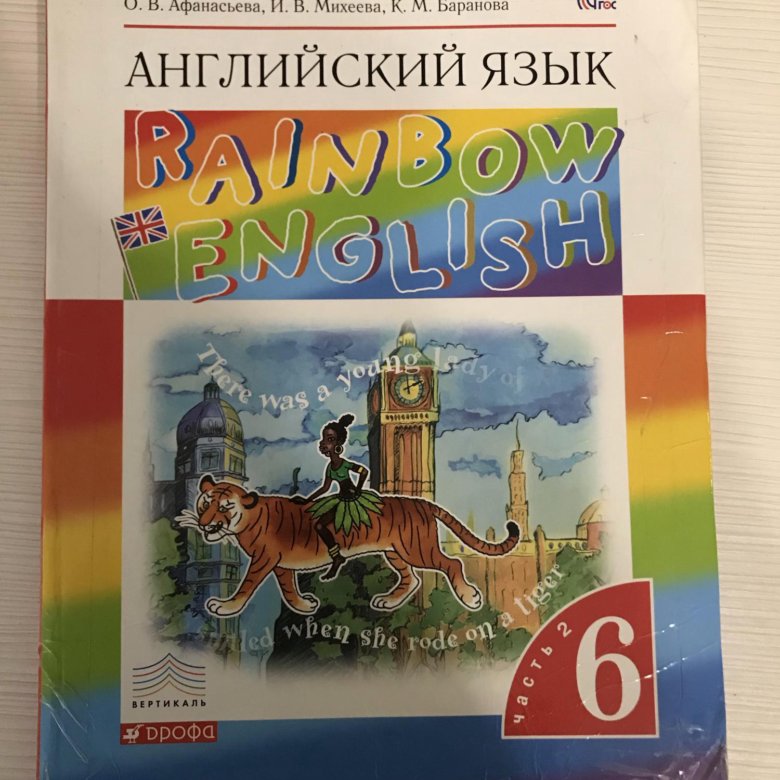 О. В. Афанасьева, И. В. Михеева, К. М. Баранова
ФГОС
АНГЛИЙСКИЙ ЯЗЫК
RAINBOW
ENGLISH
There was a young lady of
when she rode on a tiger
часть 2
6
ВЕРТИКАЛЬ
ДРОФА